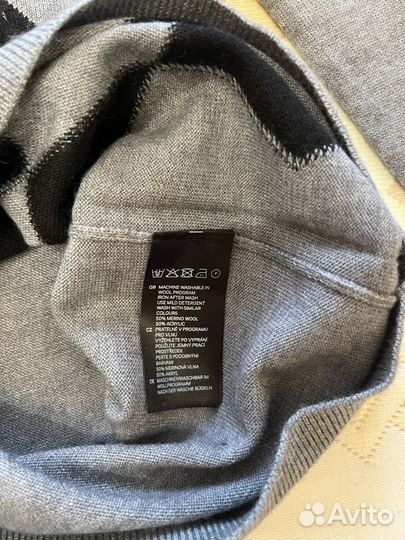 GB MACHINE WASHABLE IN
WOOL PROGRAM
IRON AFTER WASH
USE MILD DETERGENT
WASH WITH SIMILAR
COLOURS
50% MERINO WOOL
50% ACRYLIC
CZ PRATELNÉ V PROGRAMU
PRO VLNU
VYŽEHLETE PO VYPRÁNÍ
POUŽIJTE JEMNÝ PRACÍ
PROSTŘEDEK
PERTE S PODOBNÝMI
BARVAMI
50% MERINOVÁ VLNA
50% AKRYL
DE MASCHINENWASCHBAR IM
WOLLPROGRAMM
NACH DER WÄSCHE BÜGELN
Avito